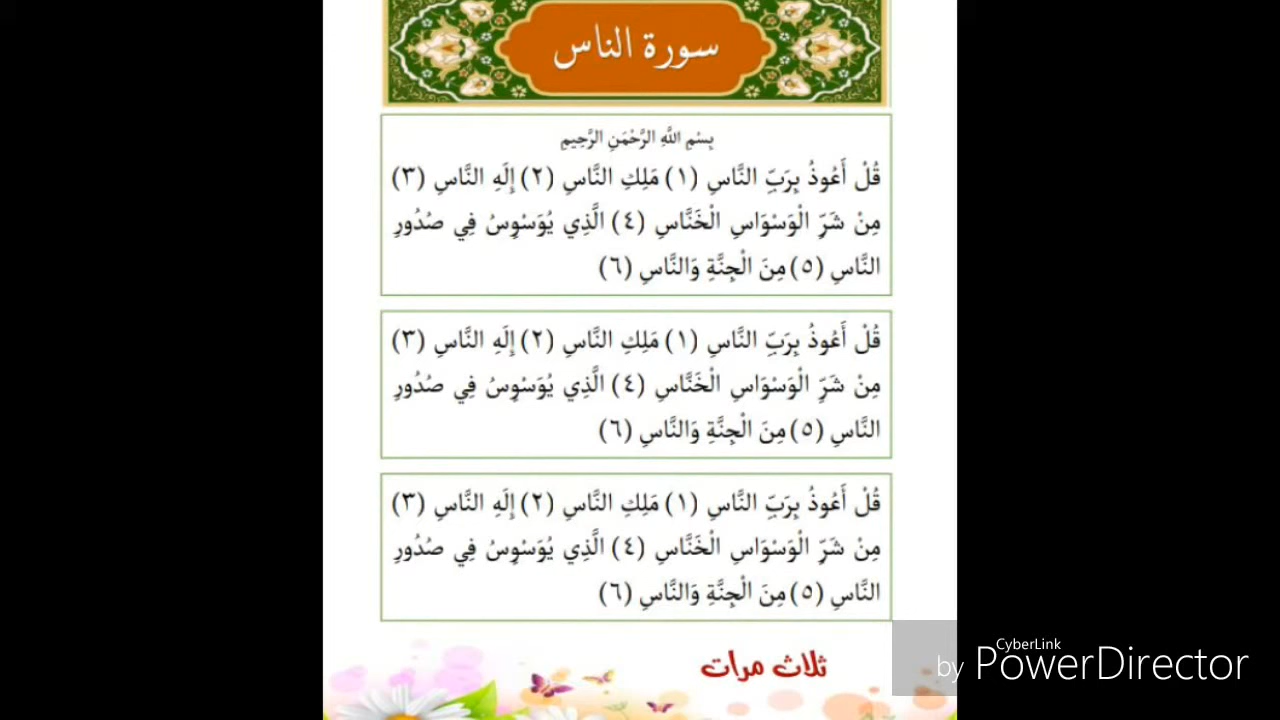 سورة الناس
بِسْمِ اللَّهِ الرَّحْمَنِ الرَّحِيمِ
قُلْ أَعُوذُ بِرَبِّ النَّاسِ (١) مَلِكِ النَّاسِ (٢) إِلَهِ النَّاسِ (٣)
مِنْ شَرِّ الْوَسْوَاسِ الْخَنَّاسِ (٤) الَّذِي يُوَسْوِسُ فِي صُدُورِ
النَّاسِ (٥) مِنَ الْجِنَّةِ وَالنَّاسِ (٦)
قُلْ أَعُوذُ بِرَبِّ النَّاسِ (١) مَلِكِ النَّاسِ (٢) إِلَهِ النَّاسِ (٣)
مِنْ شَرِّ الْوَسْوَاسِ الْخَنَّاسِ (٤) الَّذِي يُوَسْوِسُ فِي صُدُورِ
النَّاسِ (٥) مِنَ الْجِنَّةِ وَالنَّاسِ (٦)
قُلْ أَعُوذُ بِرَبِّ النَّاسِ (١) مَلِكِ النَّاسِ (٢) إِلَهِ النَّاسِ (٣)
مِنْ شَرِّ الْوَسْوَاسِ الْخَنَّاسِ (٤) الَّذِي يُوَسْوِسُ فِي صُدُورِ
النَّاسِ (٥) مِنَ الْجِنَّةِ وَالنَّاسِ (٦)
ثلاث مرات
CyberLink
by PowerDirector